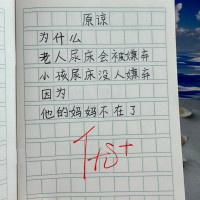 原谅
为什么
老人尿床会被嫌弃
小孩尿床没人嫌弃
因为
他的妈妈不在了